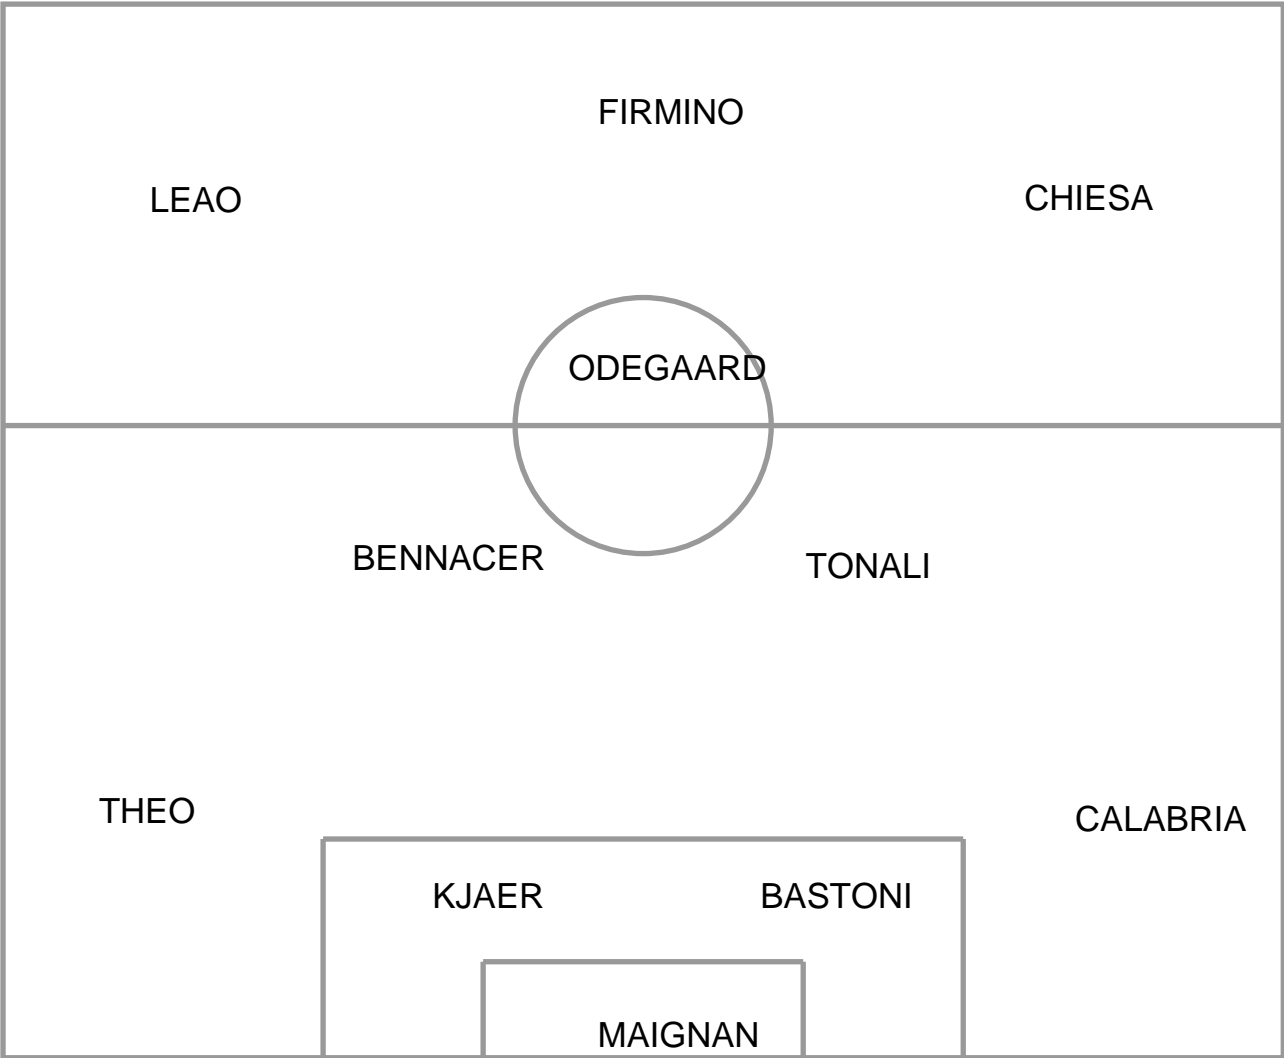 FIRMINO
LEAO
CHIESA
ODEGAARD
BENNACER
TONALI
THEO
CALABRIA
KJAER
BASTONI
MAIGNAN